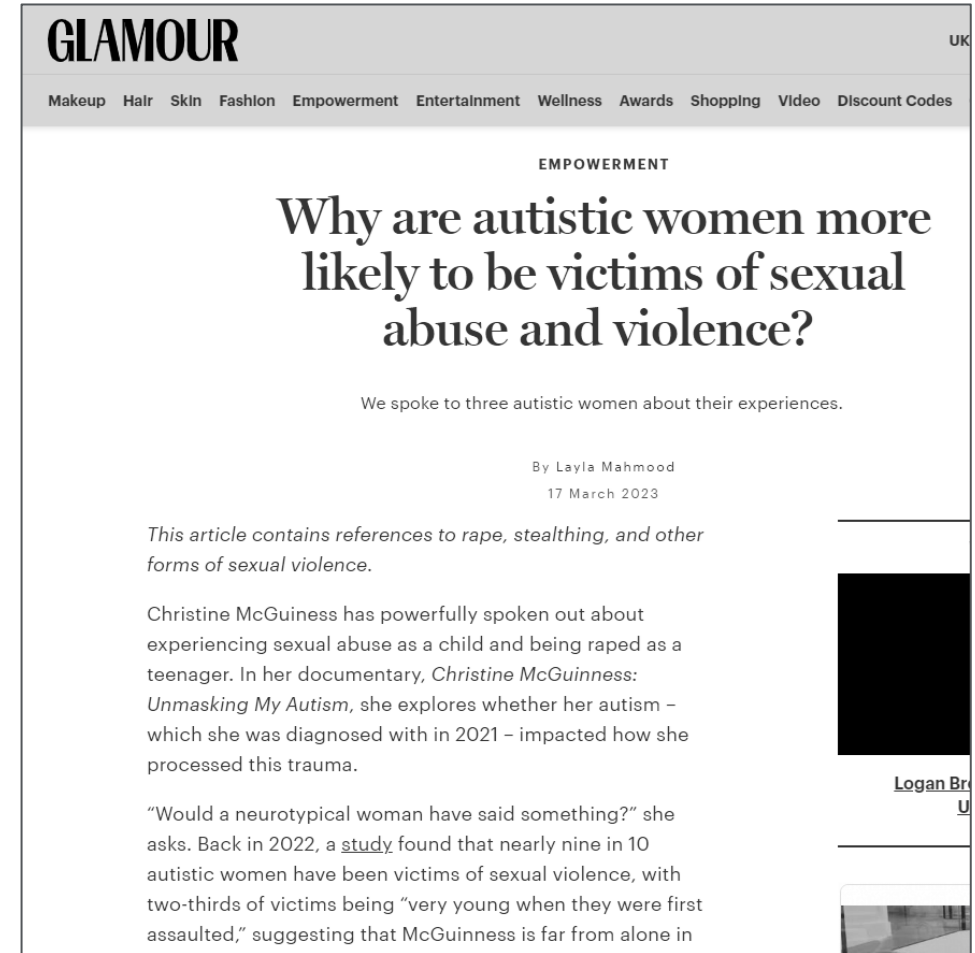 GLAMOUR
UK
Makeup Hair Skin Fashion Empowerment Entertainment Wellness Awards Shopping Video Discount Codes
EMPOWERMENT
Why are autistic women more
likely to be victims of sexual
abuse and violence?
We spoke to three autistic women about their experiences.
By Layla Mahmood
17 March 2023
This article contains references to rape, stealthing, and other
forms of sexual violence.
Christine McGuiness has powerfully spoken out about
experiencing sexual abuse as a child and being raped as a
teenager. In her documentary, Christine McGuinness:
Unmasking My Autism, she explores whether her autism –
which she was diagnosed with in 2021 – impacted how she
processed this trauma.
“Would a neurotypical woman have said something?” she
asks. Back in 2022, a study found that nearly nine in 10
autistic women have been victims of sexual violence, with
two-thirds of victims being “very young when they were first
assaulted,” suggesting that McGuinness is far from alone in
Logan Br
U